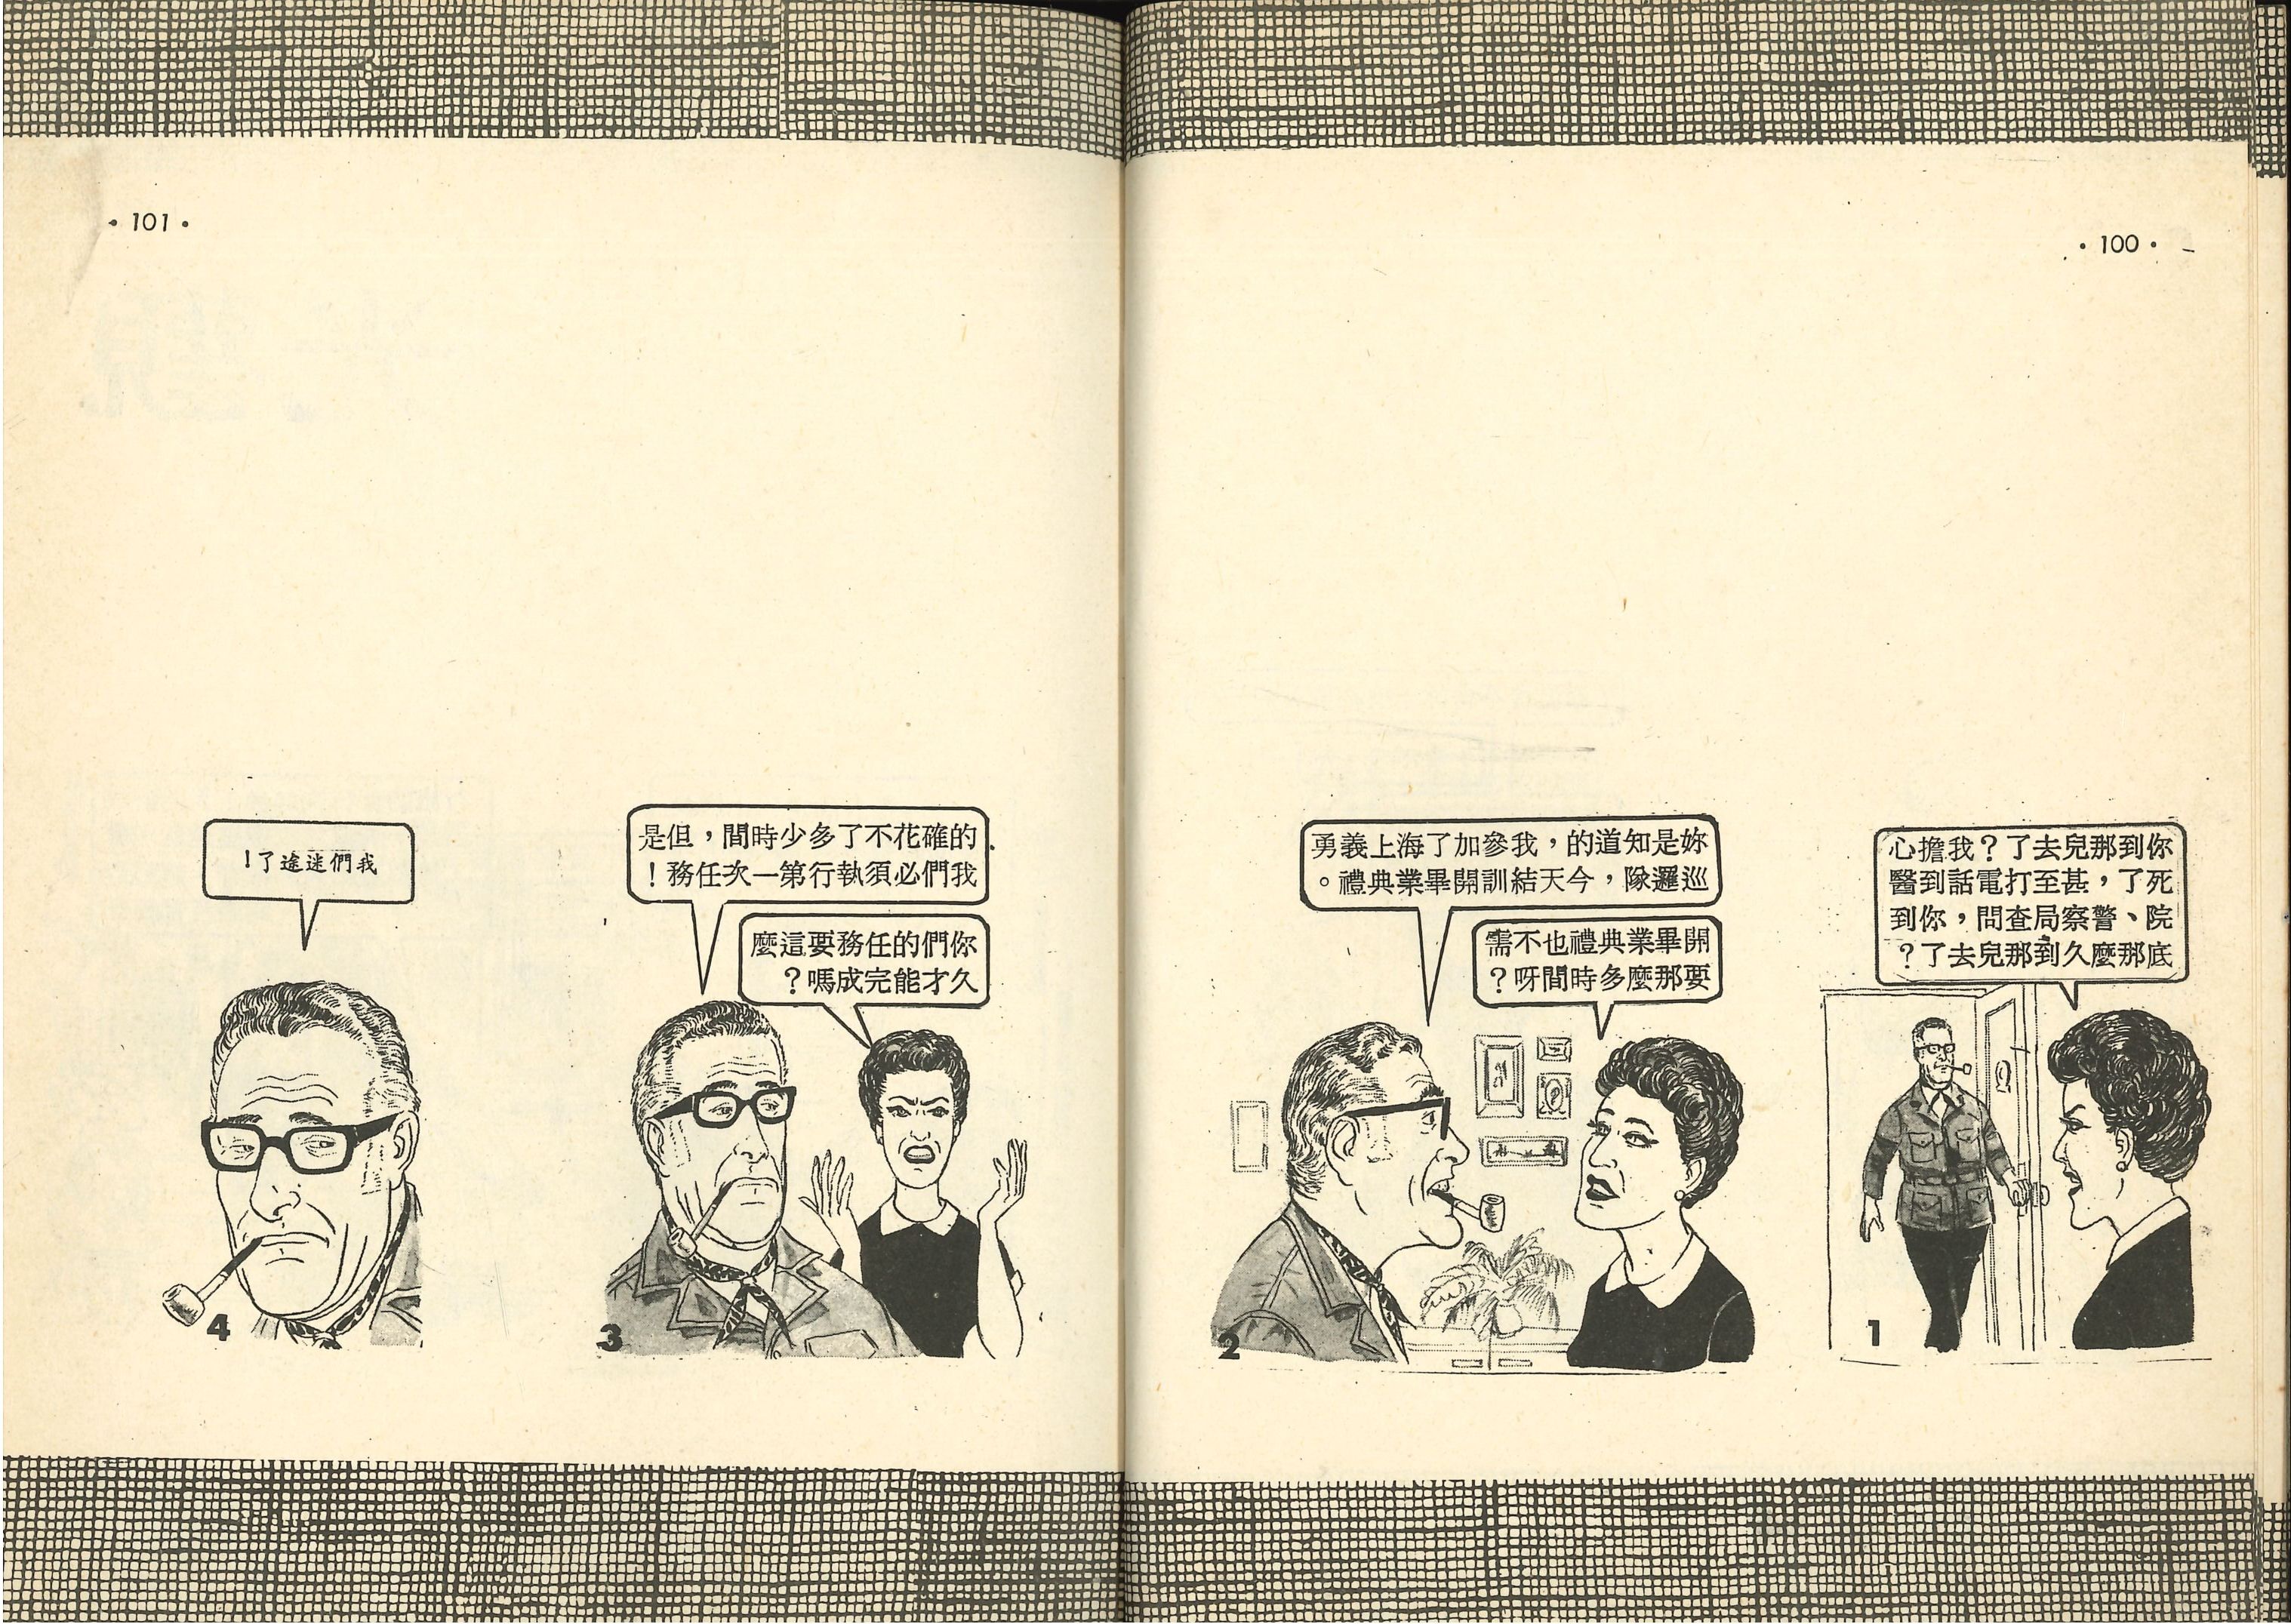 · 100 ·
你到那兒去了？我擔心
死了，甚至打電話到醫
院、警察局查問，你到
底那麼久到那兒去了？
妳是知道的，我參加了海上義勇
巡邏隊，今天結訓開畢業典禮。
開畢業典禮也不需
要那麼多時間呀？
1
2
· 101 ·
的確花不了多少時間，但是
我們必須執行第一次任務！
你們的任務要這麼
久才能完成嗎？
我們迷途了！
3
4